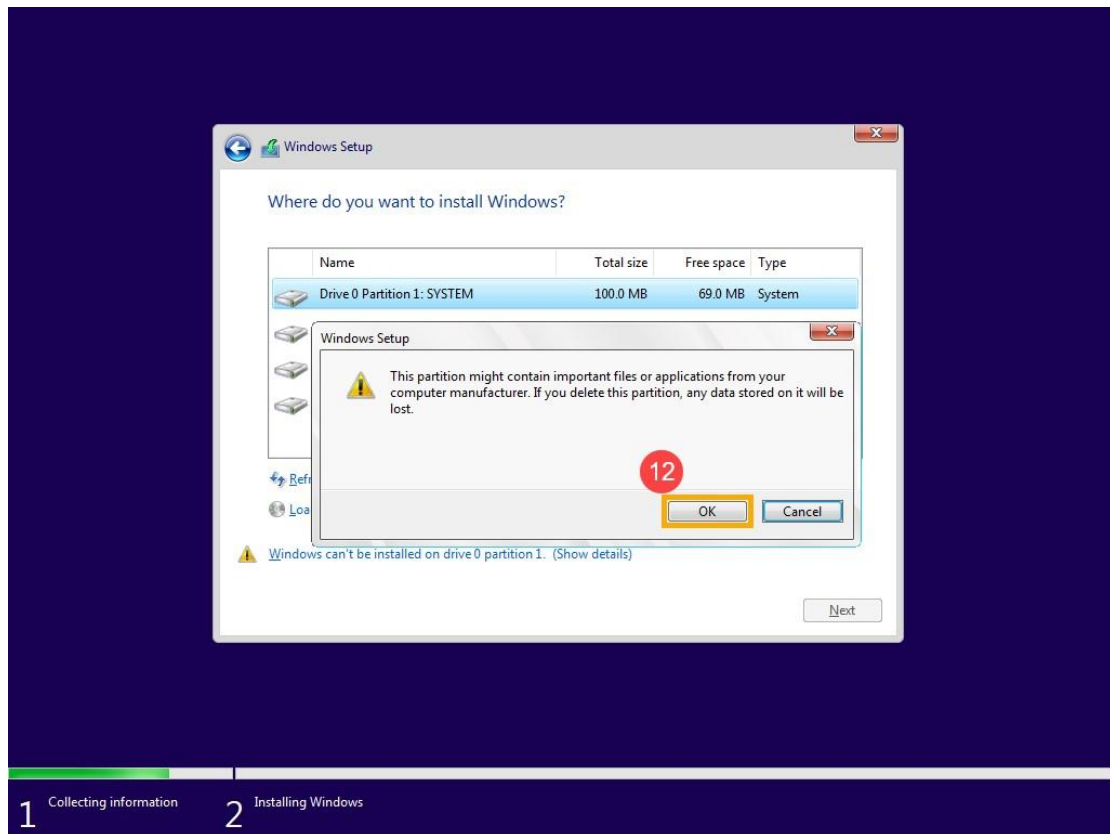 Windows Setup
Where do you want to install Windows?
Name Total size Free space Type
Drive 0 Partition 1: SYSTEM 100.0 MB 69.0 MB System
Windows Setup
This partition might contain important files or applications from your
computer manufacturer. If you delete this partition, any data stored on it will be
lost.
12
OK Cancel
Windows can't be installed on drive 0 partition 1. (Show details)
Next
1 Collecting information 2 Installing Windows